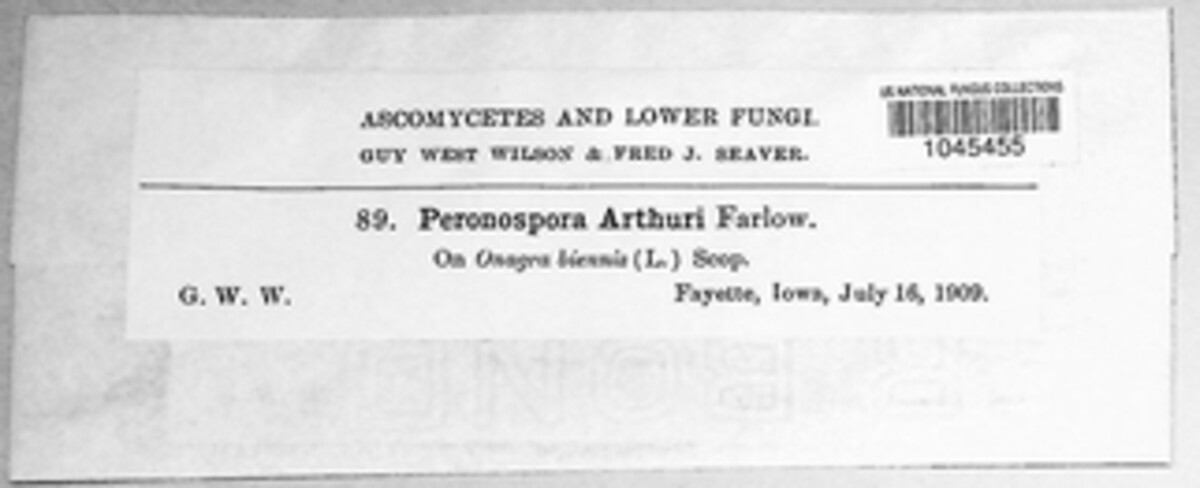 ASCOMYCETES AND LOWER FUNGI.
GUY WEST WILSON & FRED J. SEAVER.
US NATIONAL FUNGUS COLLECTIONS
1045455
89. Peronospora Arthuri Farlow.
On Onagra biennis (L.) Scop.
G. W. W.
Fayette, Iowa, July 16, 1909.